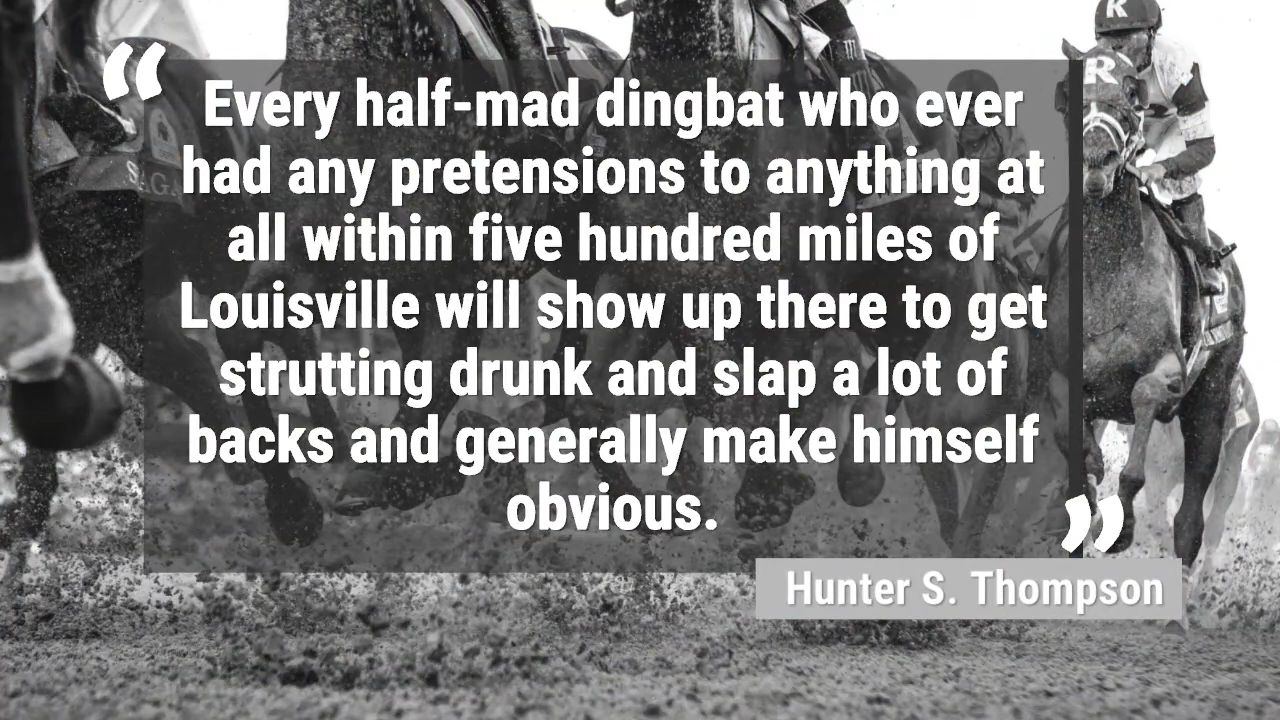 “
Every half-mad dingbat who ever
had any pretensions to anything at
all within five hundred miles of
Louisville will show up there to get
strutting drunk and slap a lot of
backs and generally make himself
obvious.
”
Hunter S. Thompson
K
R